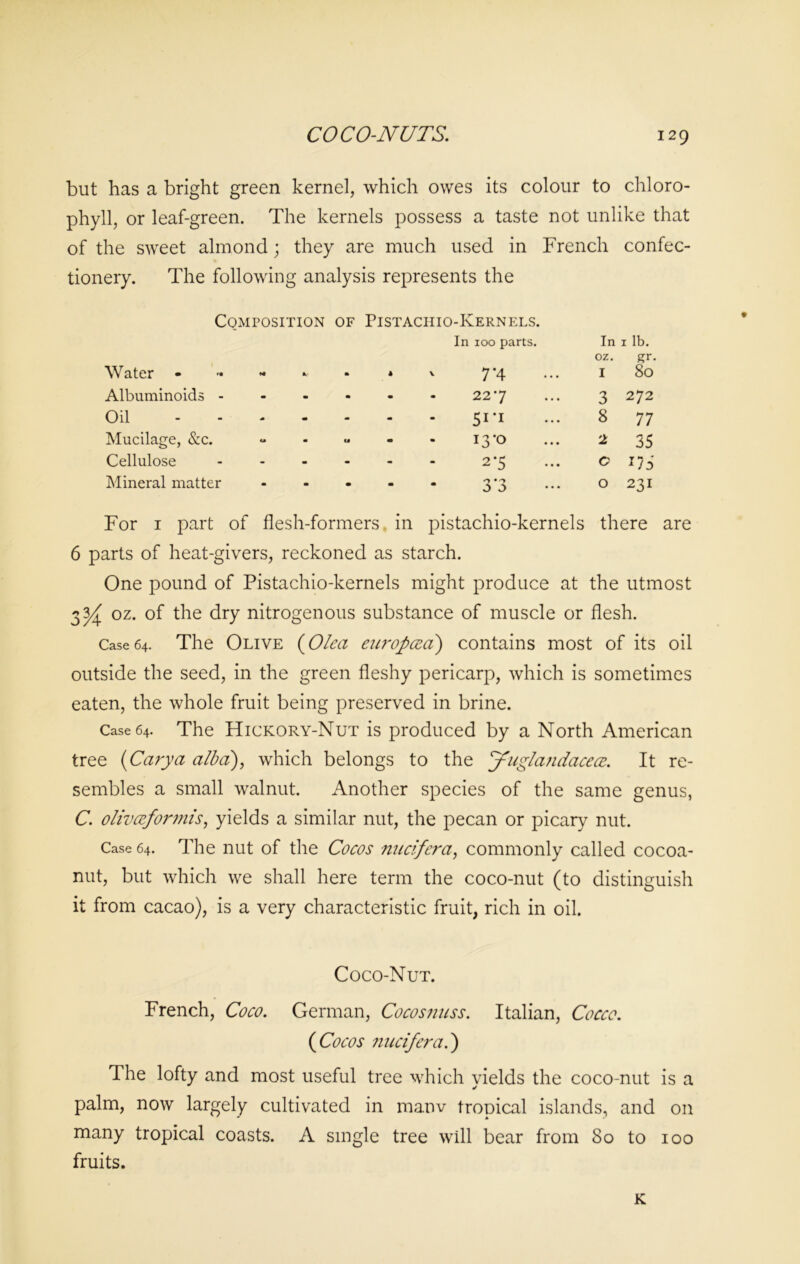 COCO-NUTS. 129
but has a bright green kernel, which owes its colour to chloro-
phyll, or leaf-green. The kernels possess a taste not unlike that
of the sweet almond; they are much used in French confec-
tionery. The following analysis represents the
Composition of Pistachio-Kernels.
In 100 parts. In 1 lb.
oz. gr.
Water - - - - - - - 7·4 ... 1 80
Albuminoids - - - - - - - 22·7 ... 3 272
Oil - - - - - - - - 51·1 ... 8 77
Mucilage, &c. - - - - - 13·0 ... 2 35
Cellulose - - - - - - 2·5 ... 0 175
Mineral matter - - - - - 3·3 ... 0 231
For 1 part of flesh-formers in pistachio-kernels there are
6 parts of heat-givers, reckoned as starch.
One pound of Pistachio-kernels might produce at the utmost
3¾ oz. of the dry nitrogenous substance of muscle or flesh.
Case 64. The Olive (Olea europæa) contains most of its oil
outside the seed, in the green fleshy pericarp, which is sometimes
eaten, the whole fruit being preserved in brine.
Case 64. The Hickory-Nut is produced by a North American
tree (Carya alba), which belongs to the Juglandaceæ. It re-
sembles a small walnut. Another species of the same genus,
C. olivæformis, yields a similar nut, the pecan or picary nut.
Case 64. The nut of the Cocos nucifera, commonly called cocoa-
nut, but which we shall here term the coco-nut (to distinguish
it from cacao), is a very characteristic fruit, rich in oil.
Coco-Nut.
French, Coco. German, Cocosnuss. Italian, Cocco.
(Cocos nucifera.)
The lofty and most useful tree which yields the coco-nut is a
palm, now largely cultivated in many tropical islands, and on
many tropical coasts. A single tree will bear from 80 to 100
fruits.
K